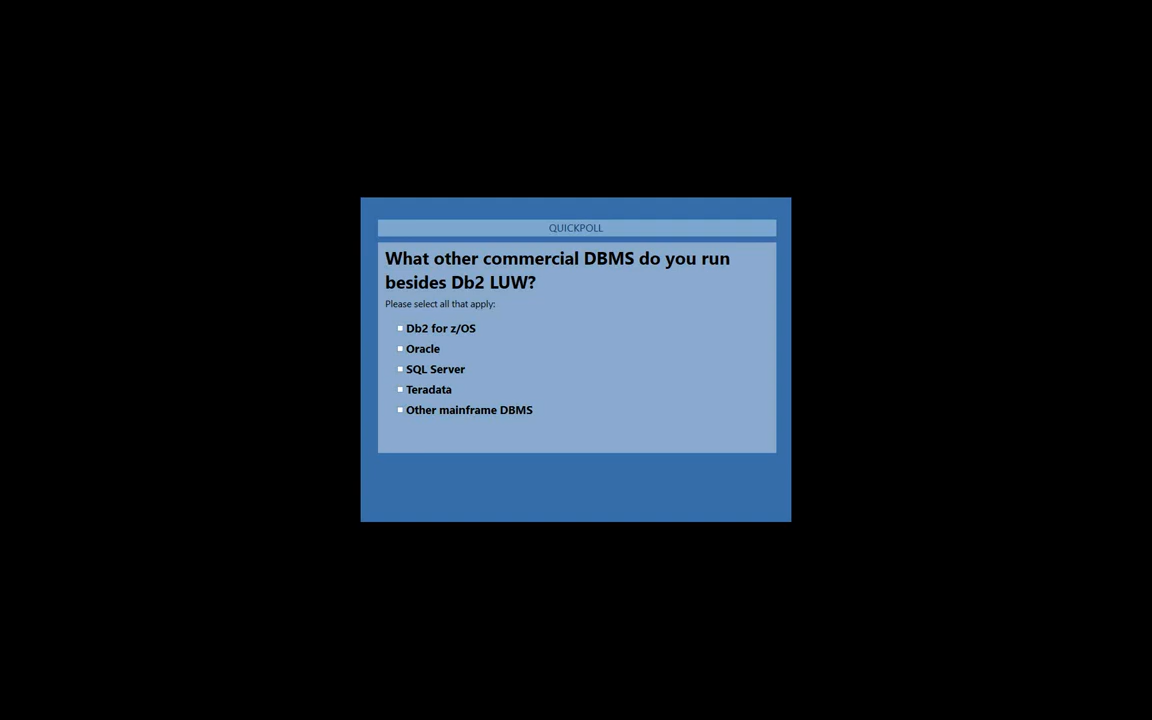 QUICKPOLL
What other commercial DBMS do you run
besides Db2 LUW?
Please select all that apply:
Db2 for z/OS
Oracle
SQL Server
Teradata
Other mainframe DBMS